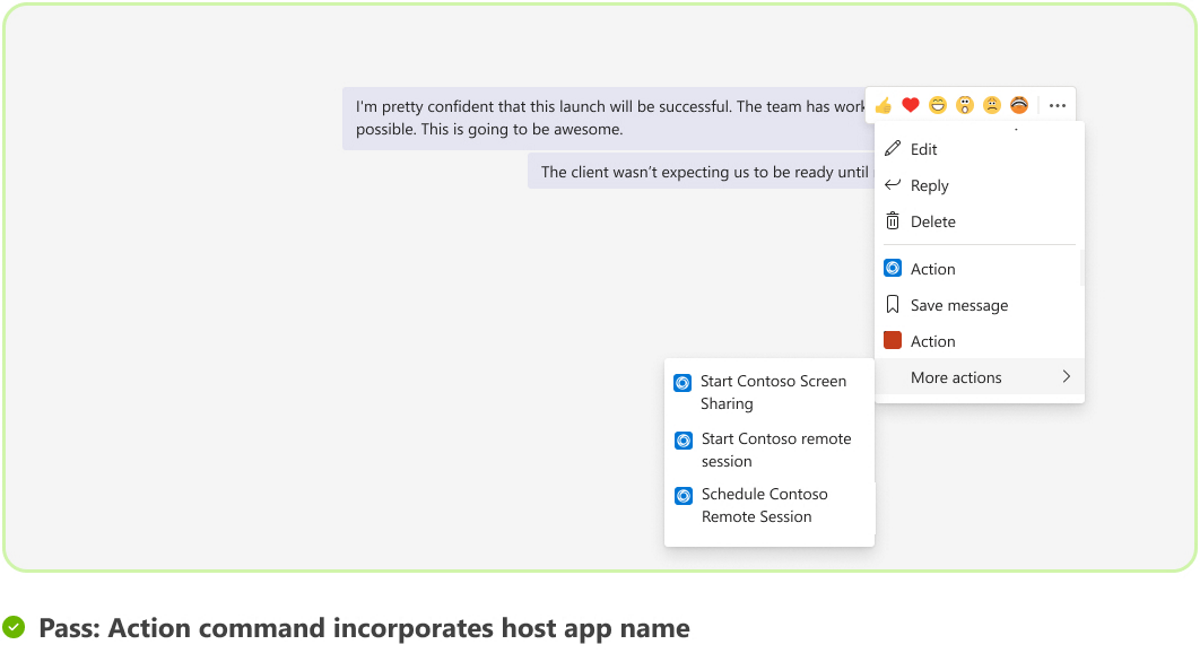 I'm pretty confident that this launch will be successful. The team has work
possible. This is going to be awesome.
The client wasn't expecting us to be ready until
Edit
Reply
Delete
Action
Save message
Action
More actions
Start Contoso Screen
Sharing
Start Contoso remote
session
Schedule Contoso
Remote Session
Pass: Action command incorporates host app name